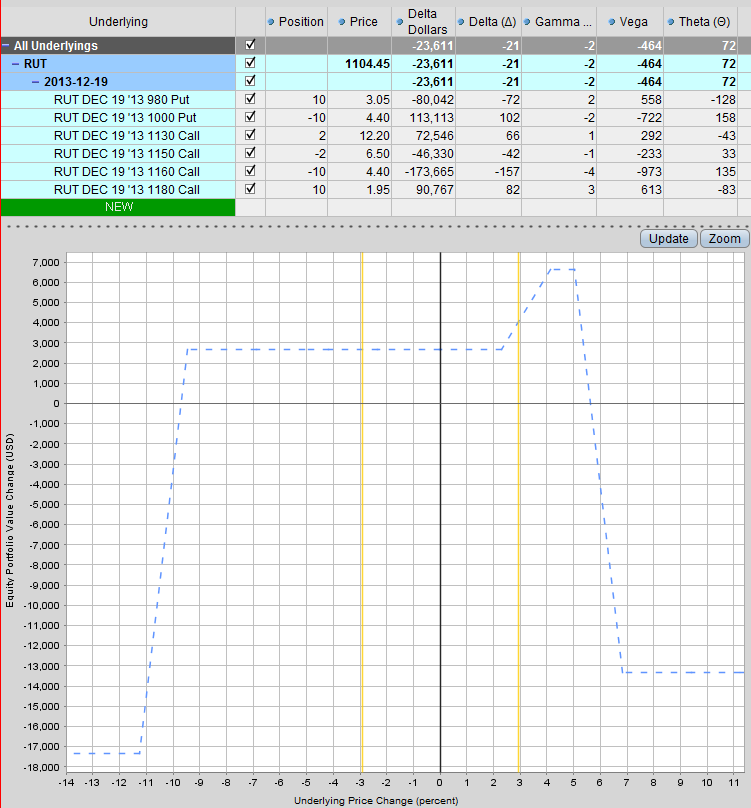 Underlying Position Price Delta Dollars Delta (Δ) Gamma ... Vega Theta (Θ)
All Underlyings -23,611 -21 -2 -464 72
RUT 1104.45 -23,611 -21 -2 -464 72
2013-12-19 -23,611 -21 -2 -464 72
RUT DEC 19 '13 980 Put 10 3.05 -80,042 -72 2 558 -128
RUT DEC 19 '13 1000 Put -10 4.40 113,113 102 -2 -722 158
RUT DEC 19 '13 1130 Call 2 12.20 72,546 66 1 292 -43
RUT DEC 19 '13 1150 Call -2 6.50 -46,330 -42 -1 -233 33
RUT DEC 19 '13 1160 Call -10 4.40 -173,665 -157 -4 -973 135
RUT DEC 19 '13 1180 Call 10 1.95 90,767 82 3 613 -83
NEW
Update Zoom
7,000
6,000
5,000
4,000
3,000
2,000
1,000
0
-1,000
-2,000
-3,000
-4,000
-5,000
-6,000
-7,000
-8,000
-9,000
-10,000
-11,000
-12,000
-13,000
-14,000
-15,000
-16,000
-17,000
-18,000
Equity Portfolio Value Change (USD)
-14 -13 -12 -11 -10 -9 -8 -7 -6 -5 -4 -3 -2 -1 0 1 2 3 4 5 6 7 8 9 10 11
Underlying Price Change (percent)